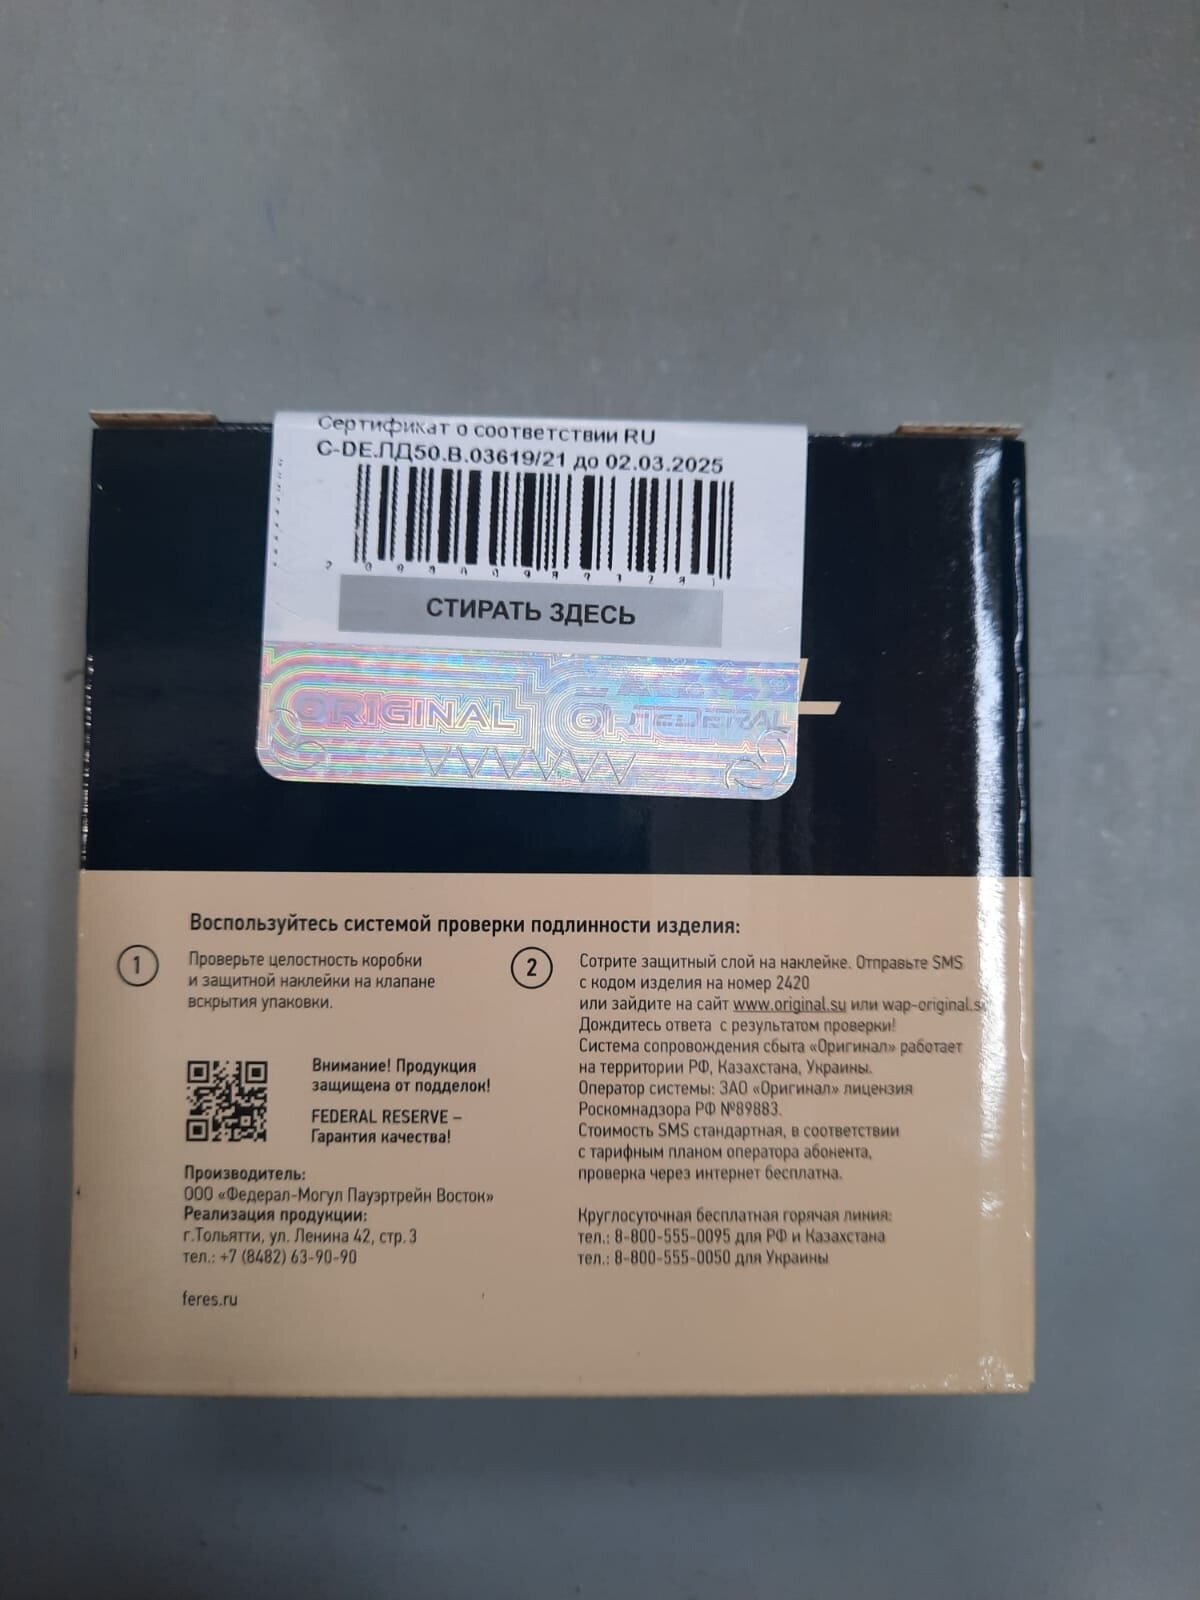 Сертификат о соответствии RU
С-DE.ЛД50.В.03619/21 до 02.03.2025
СТИРАТЬ ЗДЕСЬ
ORIGINAL
FEDERAL
Воспользуйтесь системой проверки подлинности изделия:
1
Проверьте целостность коробки
и защитной наклейки на клапане
вскрытия упаковки.
2
Сотрите защитный слой на наклейке. Отправьте SMS
с кодом изделия на номер 2420
или зайдите на сайт www.original.su или wap-original.su
Дождитесь ответа с результатом проверки!
Система сопровождения сбыта «Оригинал» работает
на территории РФ, Казахстана, Украины.
Оператор системы: ЗАО «Оригинал» лицензия
Роскомнадзора РФ №89883.
Стоимость SMS стандартная, в соответствии
с тарифным планом оператора абонента,
проверка через интернет бесплатна.
Внимание! Продукция
защищена от подделок!
FEDERAL RESERVE –
Гарантия качества!
Производитель:
ООО «Федерал-Могул Пауэртрейн Восток»
Реализация продукции:
г.Тольятти, ул. Ленина 42, стр. 3
тел.: +7 (8482) 63-90-90
feres.ru
Круглосуточная бесплатная горячая линия:
тел.: 8-800-555-0095 для РФ и Казахстана
тел.: 8-800-555-0050 для Украины